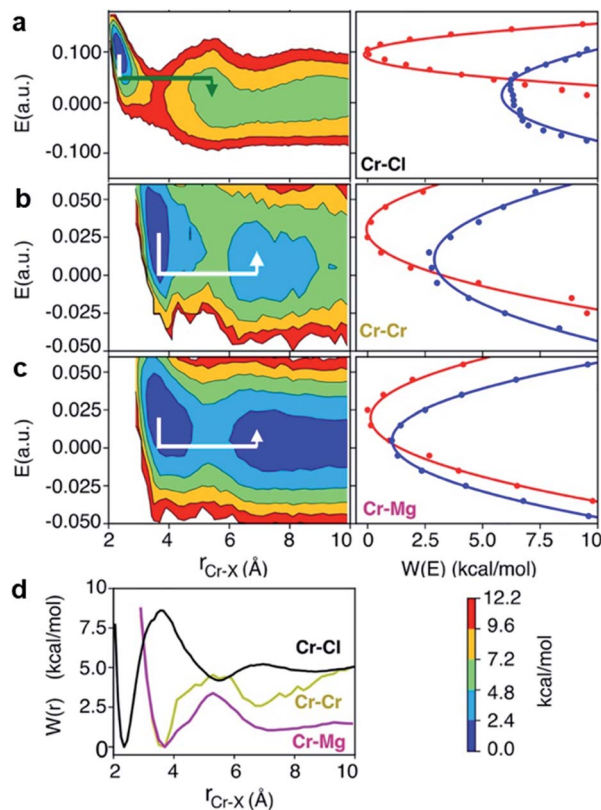 a
E(a.u.)
0.100
0.000
-0.100
Cr-Cl
b
E(a.u.)
0.050
0.025
0.000
-0.025
-0.050
Cr-Cr
c
E(a.u.)
0.050
0.025
0.000
-0.025
-0.050
Cr-Mg
2 4 6 8 10
r Cr-X (Å)
0 2.5 5 7.5 10
W(E) (kcal/mol)
d
W(r) (kcal/mol)
10
7.5
5.0
2.5
0
Cr-Cl
Cr-Cr
Cr-Mg
2 4 6 8 10
r Cr-X (Å)
12.2
9.6
7.2
4.8
2.4
0.0
kcal/mol